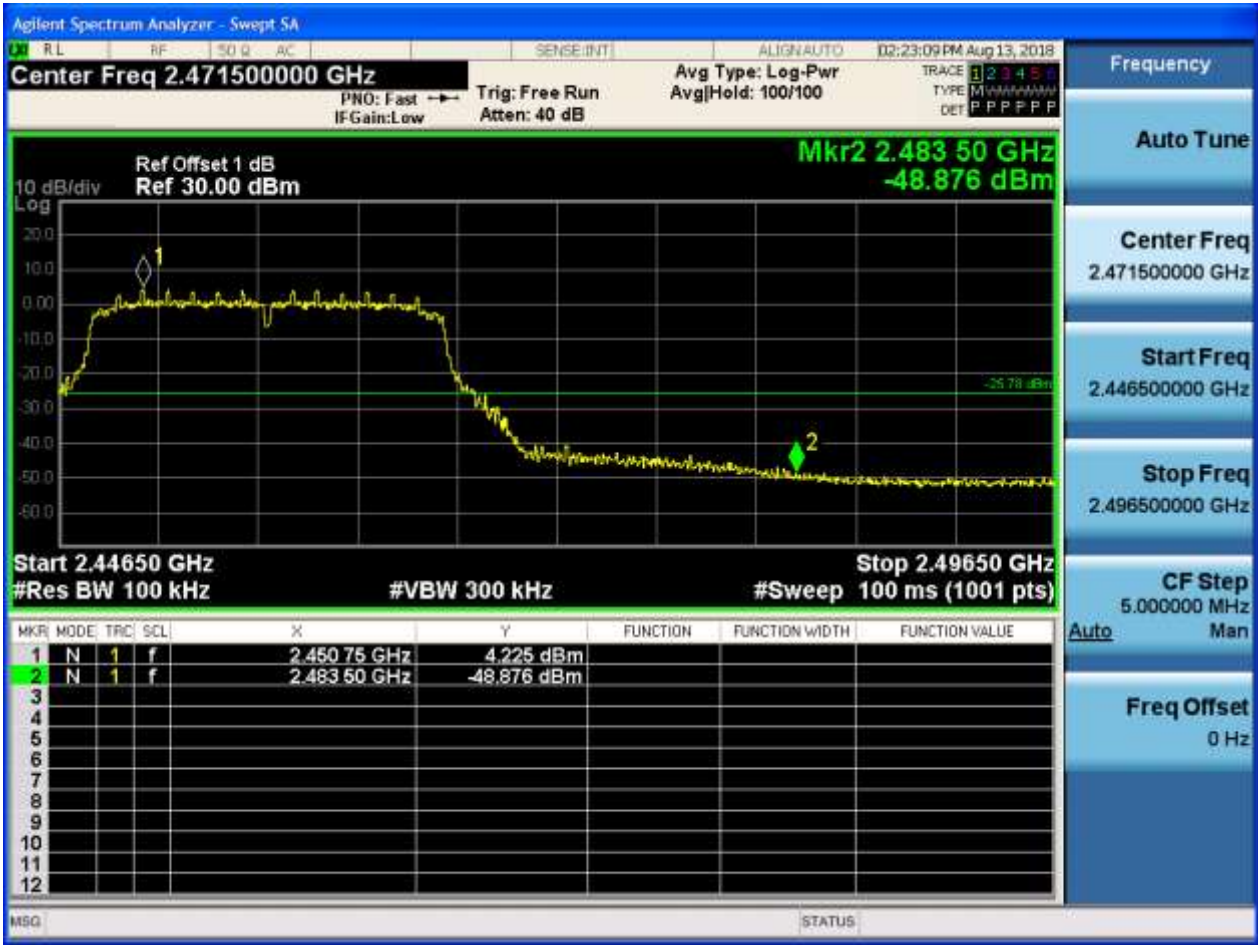 Agilent Spectrum Analyzer - Swept SA
RL RF 50 Ω AC SENSE:INT ALIGNAUTO 02:23:09 PM Aug 13, 2018
Center Freq 2.471500000 GHz
PNO: Fast
IFGain:Low
Trig: Free Run
Atten: 40 dB
Avg Type: Log-Pwr
Avg|Hold: 100/100
TRACE 1 2 3 4 5 6
TYPE M
DET P P P P P P
Mkr2 2.483 50 GHz
-48.876 dBm
Ref Offset 1 dB
10 dB/div Ref 30.00 dBm
Log
20.0
10.0
0.00
-10.0
-20.0
-30.0
-40.0
-50.0
-60.0
1
-25.78 dBm
2
Start 2.44650 GHz Stop 2.49650 GHz
#Res BW 100 kHz #VBW 300 kHz #Sweep 100 ms (1001 pts)
MKR MODE TRC SCL X Y FUNCTION FUNCTION WIDTH FUNCTION VALUE
1 N 1 f 2.450 75 GHz 4.225 dBm
2 N 1 f 2.483 50 GHz -48.876 dBm
3
4
5
6
7
8
9
10
11
12
MSG STATUS
Frequency
Auto Tune
Center Freq
2.471500000 GHz
Start Freq
2.446500000 GHz
Stop Freq
2.496500000 GHz
CF Step
5.000000 MHz
Auto Man
Freq Offset
0 Hz